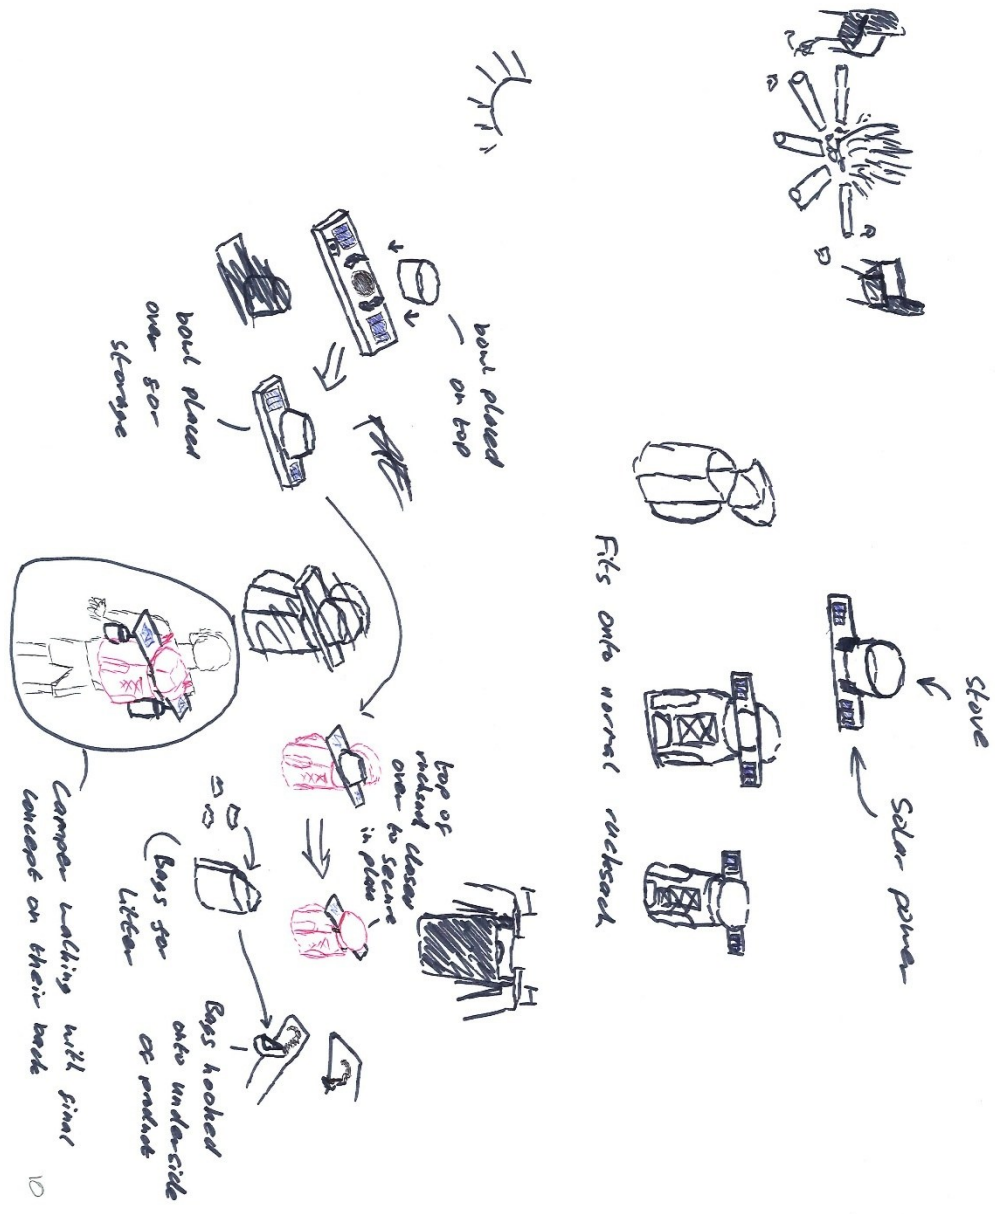 Stove
Solar power
Fits onto normal rucksack
bowl placed
on top
top of
rucksack closes
over to secure
in place
bowl placed
over for
storage
(Bags for
litter
Bags hooked
onto underside
of product
Camper walking with final
concept on their back
10